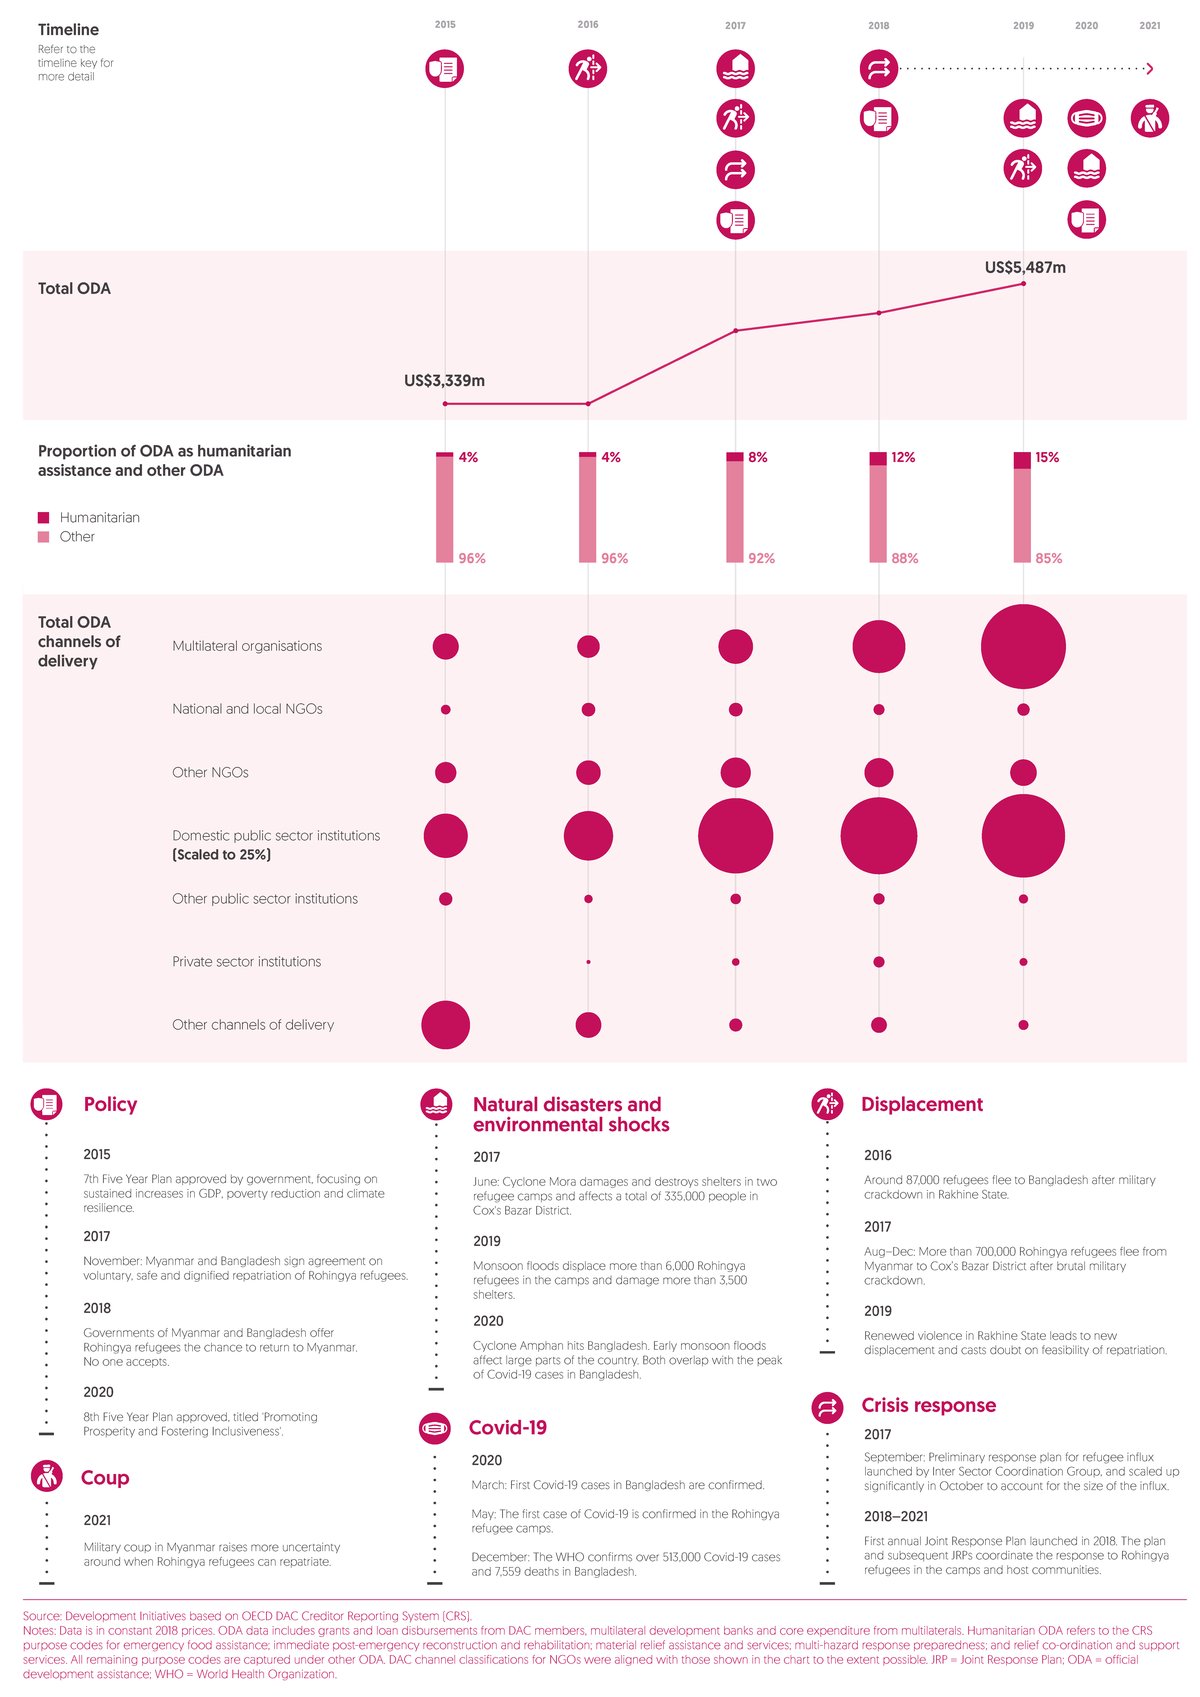 Timeline
Refer to the
timeline key for
more detail
2015
2016
2017
2018
2019
2020
2021
Total ODA
US$3,339m
US$5,487m
Proportion of ODA as humanitarian
assistance and other ODA
Humanitarian
Other
4%
4%
8%
12%
15%
96%
96%
92%
88%
85%
Total ODA
channels of
delivery
Multilateral organisations
National and local NGOs
Other NGOs
Domestic public sector institutions
(Scaled to 25%)
Other public sector institutions
Private sector institutions
Other channels of delivery
Policy
2015
7th Five Year Plan approved by government, focusing on
sustained increases in GDP, poverty reduction and climate
resilience.
2017
November: Myanmar and Bangladesh sign agreement on
voluntary, safe and dignified repatriation of Rohingya refugees.
2018
Governments of Myanmar and Bangladesh offer
Rohingya refugees the chance to return to Myanmar.
No one accepts.
2020
8th Five Year Plan approved, titled 'Promoting
Prosperity and Fostering Inclusiveness'.
Coup
2021
Military coup in Myanmar raises more uncertainty
around when Rohingya refugees can repatriate.
Natural disasters and
environmental shocks
2017
June: Cyclone Mora damages and destroys shelters in two
refugee camps and affects a total of 335,000 people in
Cox's Bazar District.
2019
Monsoon floods displace more than 6,000 Rohingya
refugees in the camps and damage more than 3,500
shelters.
2020
Cyclone Amphan hits Bangladesh. Early monsoon floods
affect large parts of the country. Both overlap with the peak
of Covid-19 cases in Bangladesh.
Covid-19
2020
March: First Covid-19 cases in Bangladesh are confirmed.
May: The first case of Covid-19 is confirmed in the Rohingya
refugee camps.
December: The WHO confirms over 513,000 Covid-19 cases
and 7,559 deaths in Bangladesh.
Displacement
2016
Around 87,000 refugees flee to Bangladesh after military
crackdown in Rakhine State.
2017
Aug–Dec: More than 700,000 Rohingya refugees flee from
Myanmar to Cox's Bazar District after brutal military
crackdown.
2019
Renewed violence in Rakhine State leads to new
displacement and casts doubt on feasibility of repatriation.
Crisis response
2017
September: Preliminary response plan for refugee influx
launched by Inter Sector Coordination Group, and scaled up
significantly in October to account for the size of the influx.
2018–2021
First annual Joint Response Plan launched in 2018. The plan
and subsequent JRPs coordinate the response to Rohingya
refugees in the camps and host communities.
Source: Development Initiatives based on OECD DAC Creditor Reporting System (CRS).
Notes: Data is in constant 2018 prices. ODA data includes grants and loan disbursements from DAC members, multilateral development banks and core expenditure from multilaterals. Humanitarian ODA refers to the CRS
purpose codes for emergency food assistance; immediate post-emergency reconstruction and rehabilitation; material relief assistance and services; multi-hazard response preparedness; and relief co-ordination and support
services. All remaining purpose codes are captured under other ODA. DAC channel classifications for NGOs were aligned with those shown in the chart to the extent possible. JRP = Joint Response Plan; ODA = official
development assistance; WHO = World Health Organization.